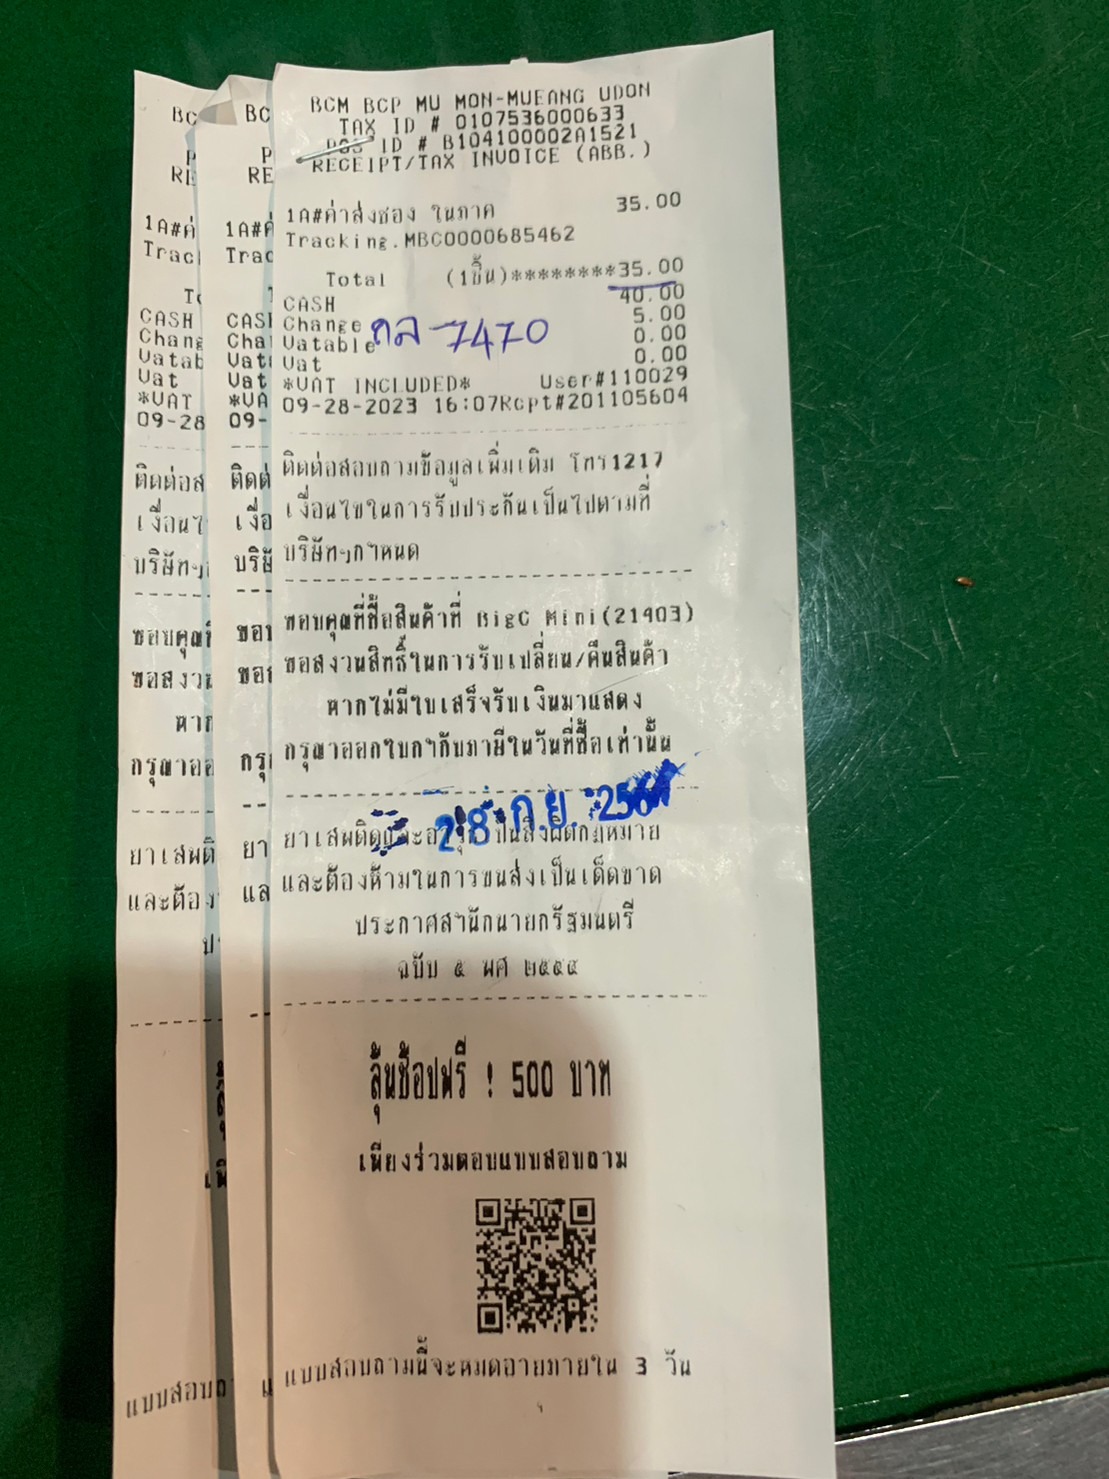 BCM BCP MU MON-MUEANG UDON
TAX ID # 0107536000633
POS ID # B104100002A1521
RECEIPT/TAX INVOICE (ABB.)
1A#ค่าส่งซอง ในภาค 35.00
Tracking.MBC0000685462
Total (1ชิ้น)********35.00
CASH 40.00
Change 5.00
กล-7470
Vatable 0.00
Vat 0.00
*VAT INCLUDED* User#110029
09-28-2023 16:07Rcpt#201105604
ติดต่อสอบถามข้อมูลเพิ่มเติม โทร1217
เงื่อนไขในการรับประกันเป็นไปตามที่
บริษัทฯกำหนด
ขอบคุณที่ซื้อสินค้าที่ BigC Mini(21403)
ขอสงวนสิทธิ์ในการรับเปลี่ยน/คืนสินค้า
หากไม่มีใบเสร็จรับเงินมาแสดง
กรุณาออกใบกำกับภาษีในวันที่ซื้อเท่านั้น
28 ก.ย. 256
ยาเสพติดและอาวุธ เป็นสิ่งผิดกฎหมาย
และต้องห้ามในการขนส่งเป็นเด็ดขาด
ประกาศสำนักนายกรัฐมนตรี
ฉบับ ๕ พศ ๒๕๔๔
ลุ้นช้อปฟรี ! 500 บาท
เพียงร่วมตอบแบบสอบถาม
แบบสอบถามนี้จะหมดอายุภายใน 3 วัน